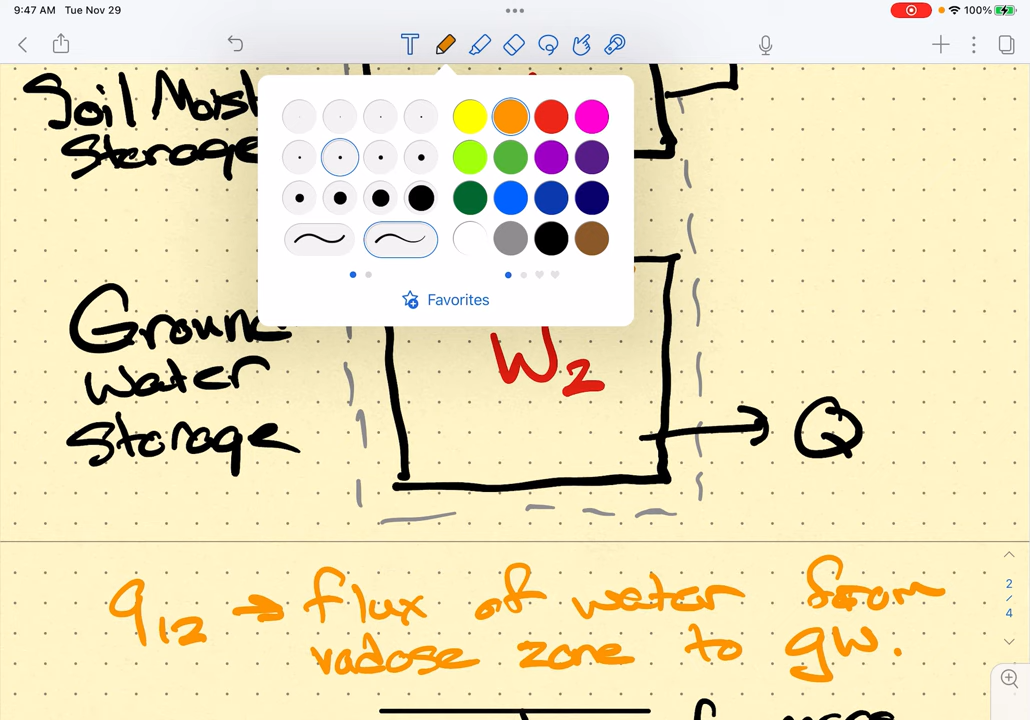 9:47 AM Tue Nov 29
100%
T
Soil Moist
Storage
Favorites
Ground
Water
Storage
W2
Q
2
/
4
q12 → flux of water from
vadose zone to gw.